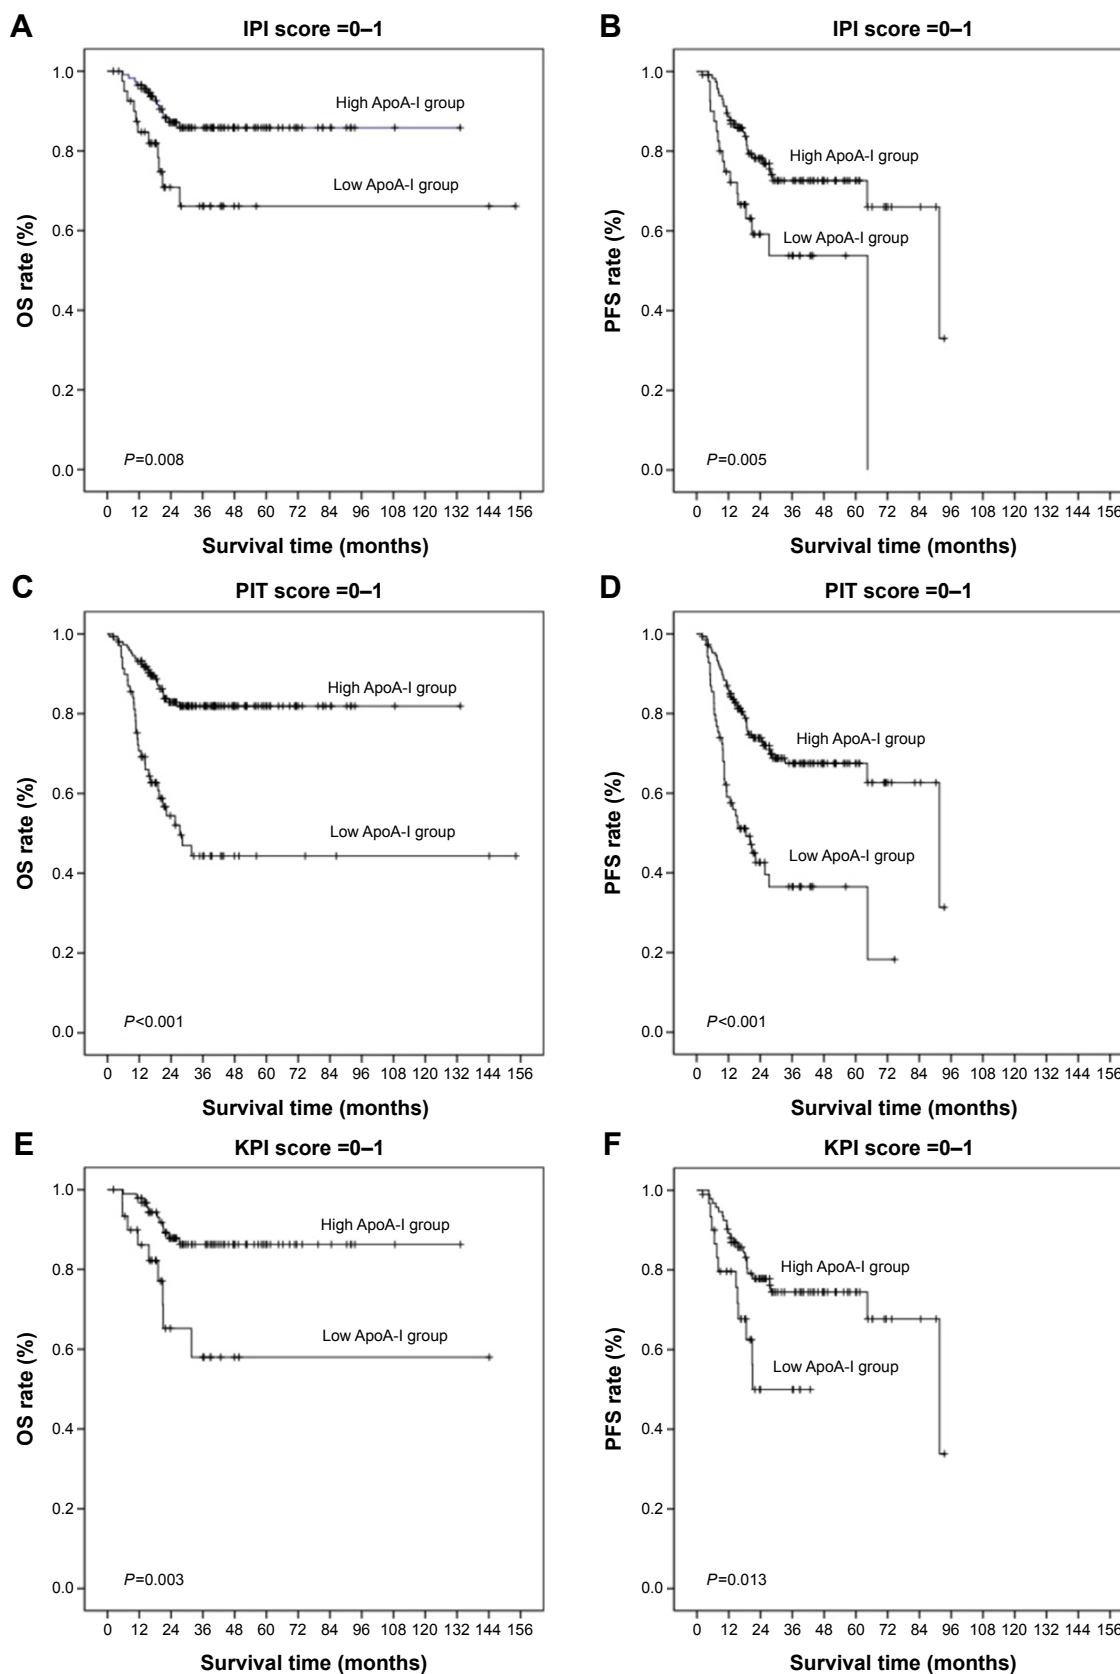 A
IPI score =0–1
1.0
0.8
0.6
0.4
0.2
0.0
OS rate (%)
High ApoA-I group
Low ApoA-I group
P=0.008
0 12 24 36 48 60 72 84 96 108 120 132 144 156
Survival time (months)
B
IPI score =0–1
1.0
0.8
0.6
0.4
0.2
0.0
PFS rate (%)
High ApoA-I group
Low ApoA-I group
P=0.005
0 12 24 36 48 60 72 84 96 108 120 132 144 156
Survival time (months)
C
PIT score =0–1
1.0
0.8
0.6
0.4
0.2
0.0
OS rate (%)
High ApoA-I group
Low ApoA-I group
P<0.001
0 12 24 36 48 60 72 84 96 108 120 132 144 156
Survival time (months)
D
PIT score =0–1
1.0
0.8
0.6
0.4
0.2
0.0
PFS rate (%)
High ApoA-I group
Low ApoA-I group
P<0.001
0 12 24 36 48 60 72 84 96 108 120 132 144 156
Survival time (months)
E
KPI score =0–1
1.0
0.8
0.6
0.4
0.2
0.0
OS rate (%)
High ApoA-I group
Low ApoA-I group
P=0.003
0 12 24 36 48 60 72 84 96 108 120 132 144 156
Survival time (months)
F
KPI score =0–1
1.0
0.8
0.6
0.4
0.2
0.0
PFS rate (%)
High ApoA-I group
Low ApoA-I group
P=0.013
0 12 24 36 48 60 72 84 96 108 120 132 144 156
Survival time (months)